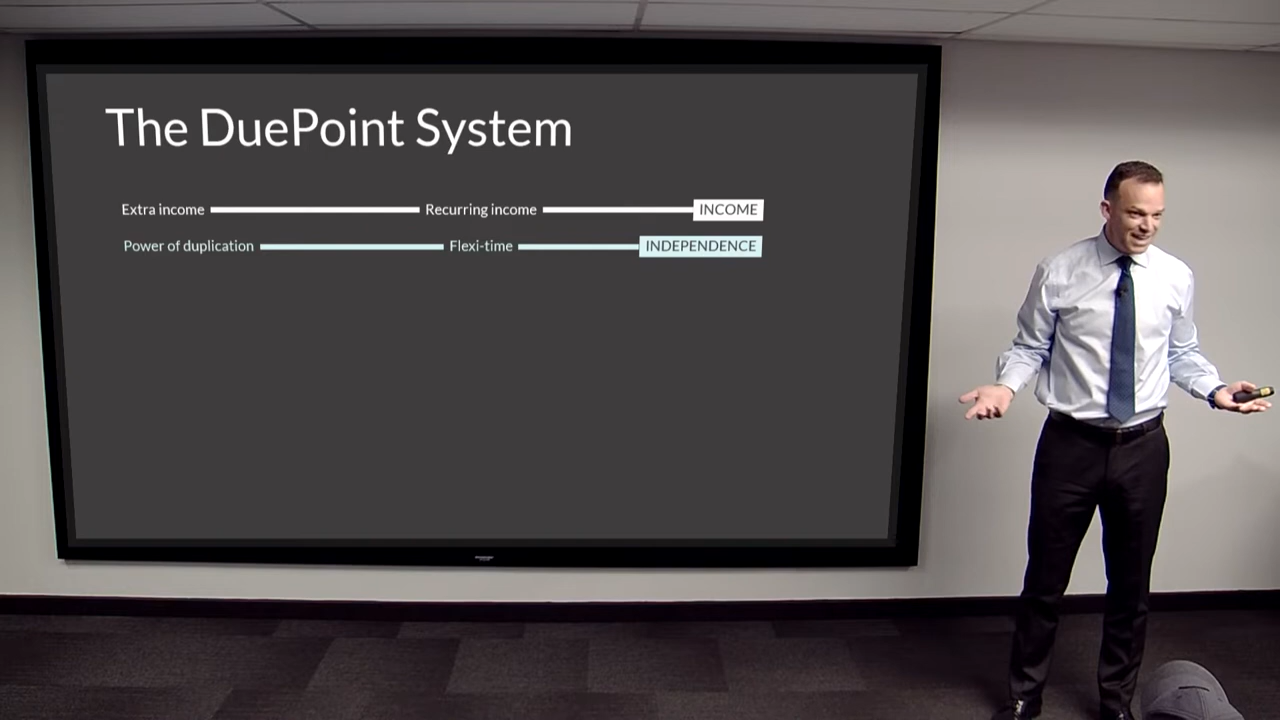 The DuePoint System
Extra income Recurring income INCOME
Power of duplication Flexi-time INDEPENDENCE